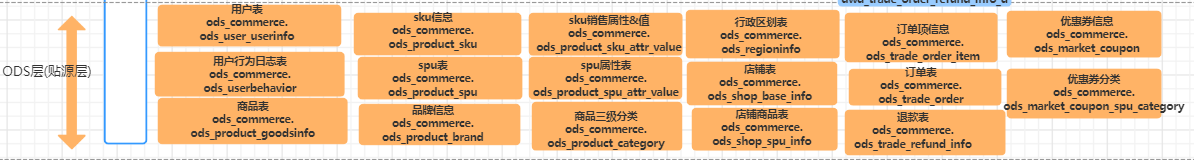 dwd_trade_order_refund_info_d
ODS层(贴源层)
用户表
ods_commerce.
ods_user_userinfo
用户行为日志表
ods_commerce.
ods_userbehavior
商品表
ods_commerce.
ods_product_goodsinfo
sku信息
ods_commerce.
ods_product_sku
spu表
ods_commerce.
ods_product_spu
品牌信息
ods_commerce.
ods_product_brand
sku销售属性&值
ods_commerce.
ods_product_sku_attr_value
spu属性表
ods_commerce.
ods_product_spu_attr_value
商品三级分类
ods_commerce.
ods_product_category
行政区划表
ods_commerce.
ods_regioninfo
店铺表
ods_commerce.
ods_shop_base_info
店铺商品表
ods_commerce.
ods_shop_spu_info
订单顶信息
ods_commerce.
ods_trade_order_item
订单表
ods_commerce.
ods_trade_order
退款表
ods_commerce.
ods_trade_refund_info
优惠券信息
ods_commerce.
ods_market_coupon
优惠券分类
ods_commerce.
ods_market_coupon_spu_category